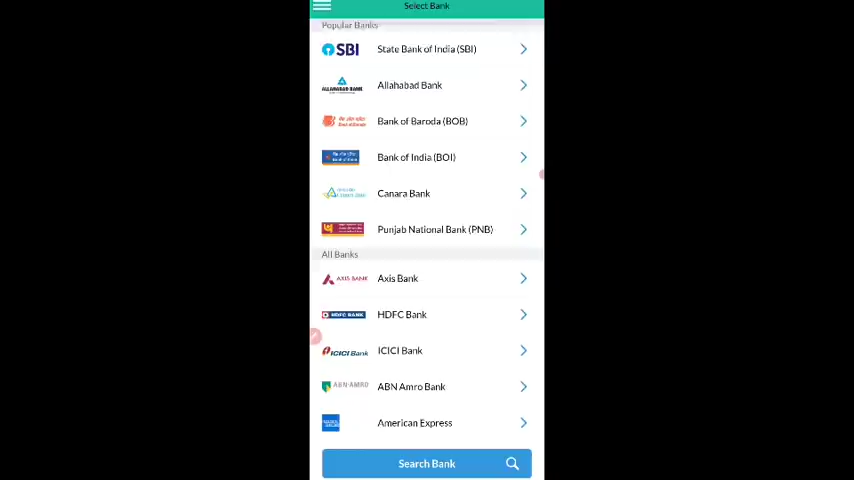 Select Bank
Popular Banks
SBI State Bank of India (SBI)
ALLAHABAD BANK Allahabad Bank
Bank of Baroda (BOB)
Bank of India (BOI)
Canara Bank
Punjab National Bank (PNB)
All Banks
AXIS BANK Axis Bank
HDFC BANK HDFC Bank
ICICI Bank ICICI Bank
ABN·AMRO ABN Amro Bank
American Express
Search Bank